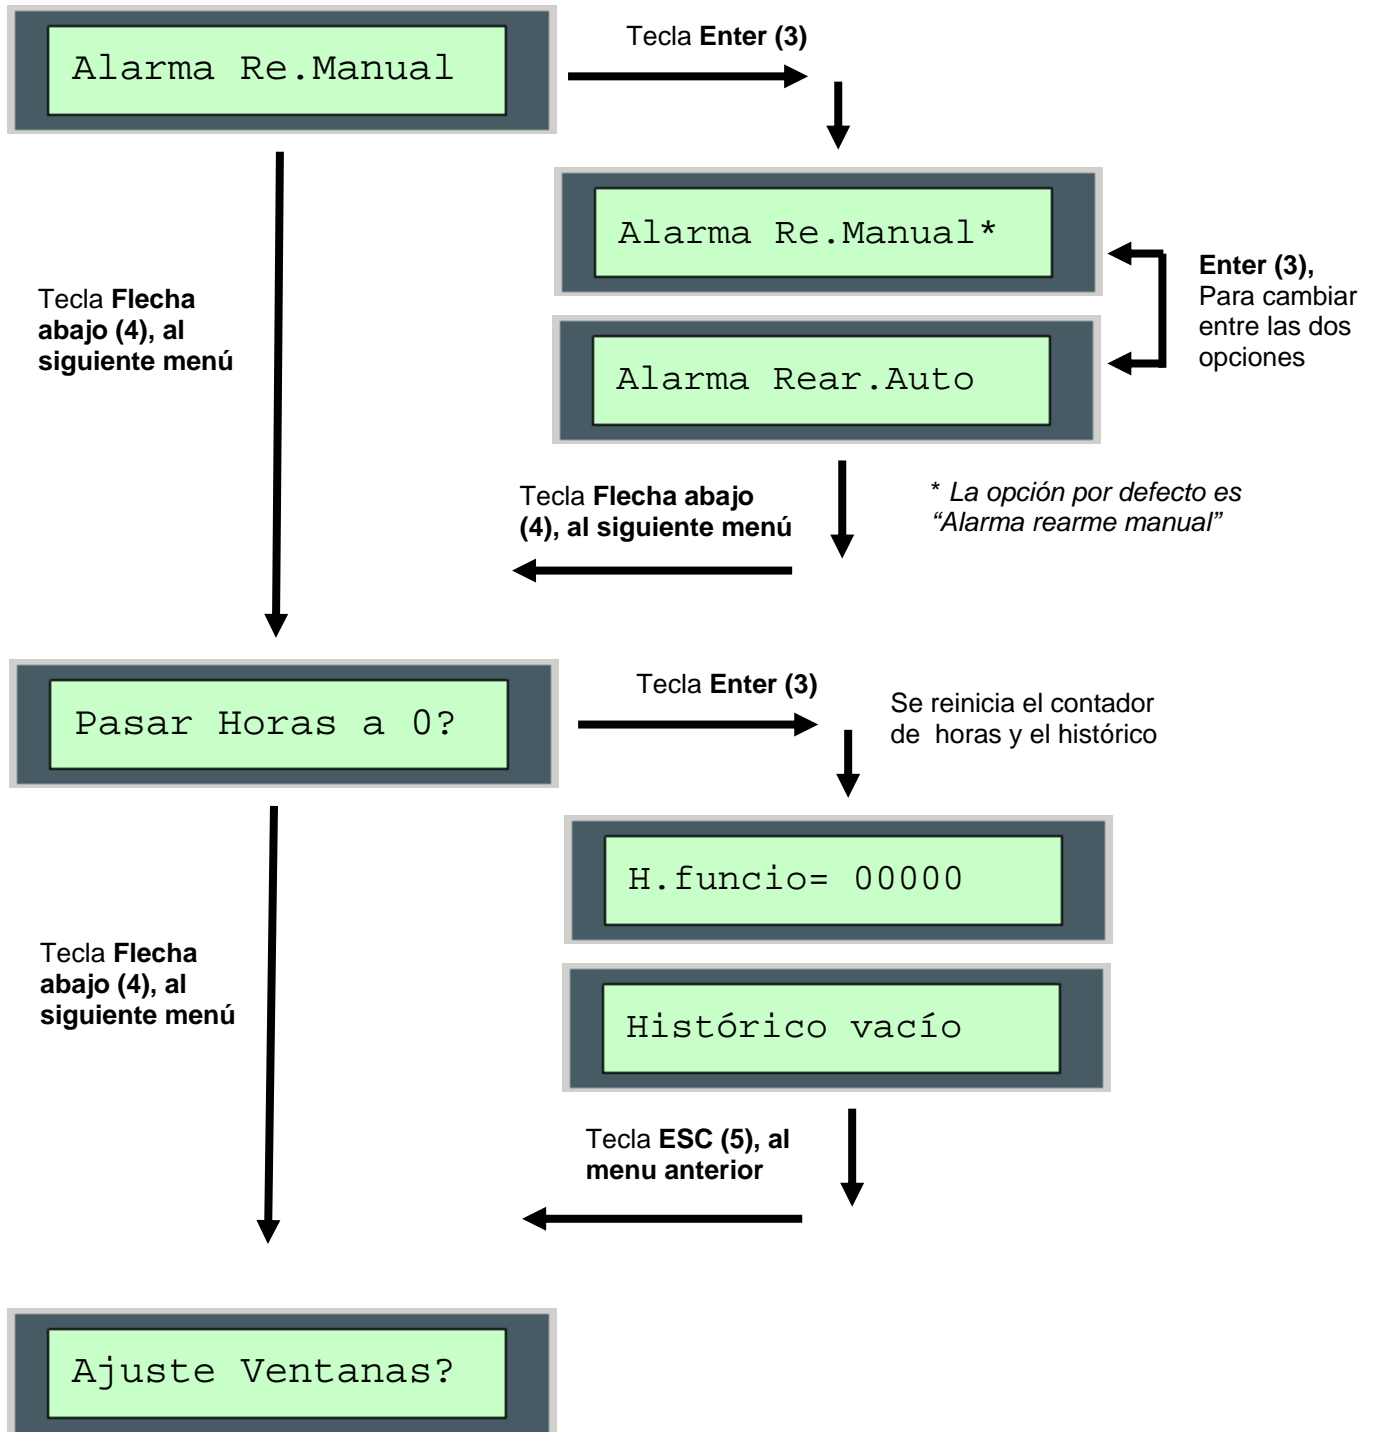 Alarma Re.Manual
Tecla Enter (3)
Alarma Re.Manual*
Enter (3),
Para cambiar
entre las dos
opciones
Tecla Flecha
abajo (4), al
siguiente menú
Alarma Rear.Auto
Tecla Flecha abajo
(4), al siguiente menú
* La opción por defecto es
“Alarma rearme manual”
Pasar Horas a 0?
Tecla Enter (3)
Se reinicia el contador
de horas y el histórico
H.funcio= 00000
Tecla Flecha
abajo (4), al
siguiente menú
Histórico vacío
Tecla ESC (5), al
menu anterior
Ajuste Ventanas?